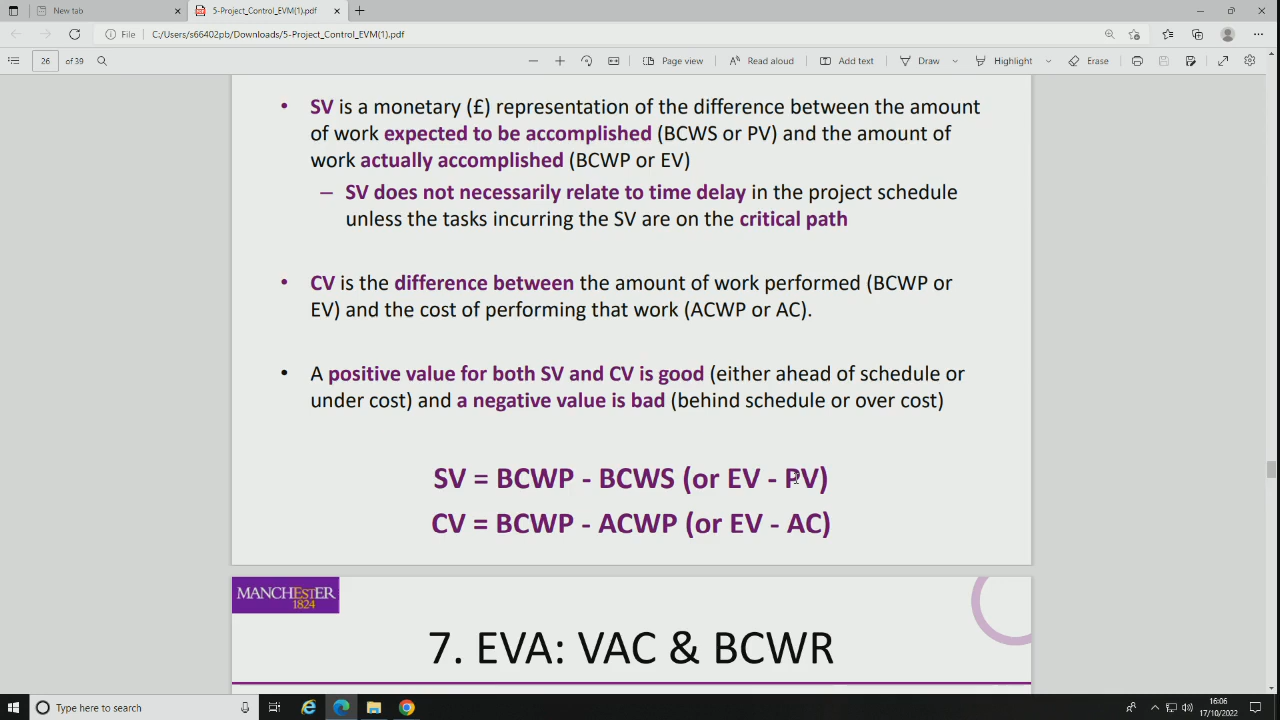 New tab
5-Project_Control_EVM(1).pdf
File
C:/Users/s66402pb/Downloads/5-Project_Control_EVM(1).pdf
26
of 39
Page view
Read aloud
Add text
Draw
Highlight
Erase
• SV is a monetary (£) representation of the difference between the amount
of work expected to be accomplished (BCWS or PV) and the amount of
work actually accomplished (BCWP or EV)
– SV does not necessarily relate to time delay in the project schedule
unless the tasks incurring the SV are on the critical path
• CV is the difference between the amount of work performed (BCWP or
EV) and the cost of performing that work (ACWP or AC).
• A positive value for both SV and CV is good (either ahead of schedule or
under cost) and a negative value is bad (behind schedule or over cost)
SV = BCWP - BCWS (or EV - PV)
CV = BCWP - ACWP (or EV - AC)
MANCHESTER
1824
7. EVA: VAC & BCWR
Type here to search
16:06
17/10/2022